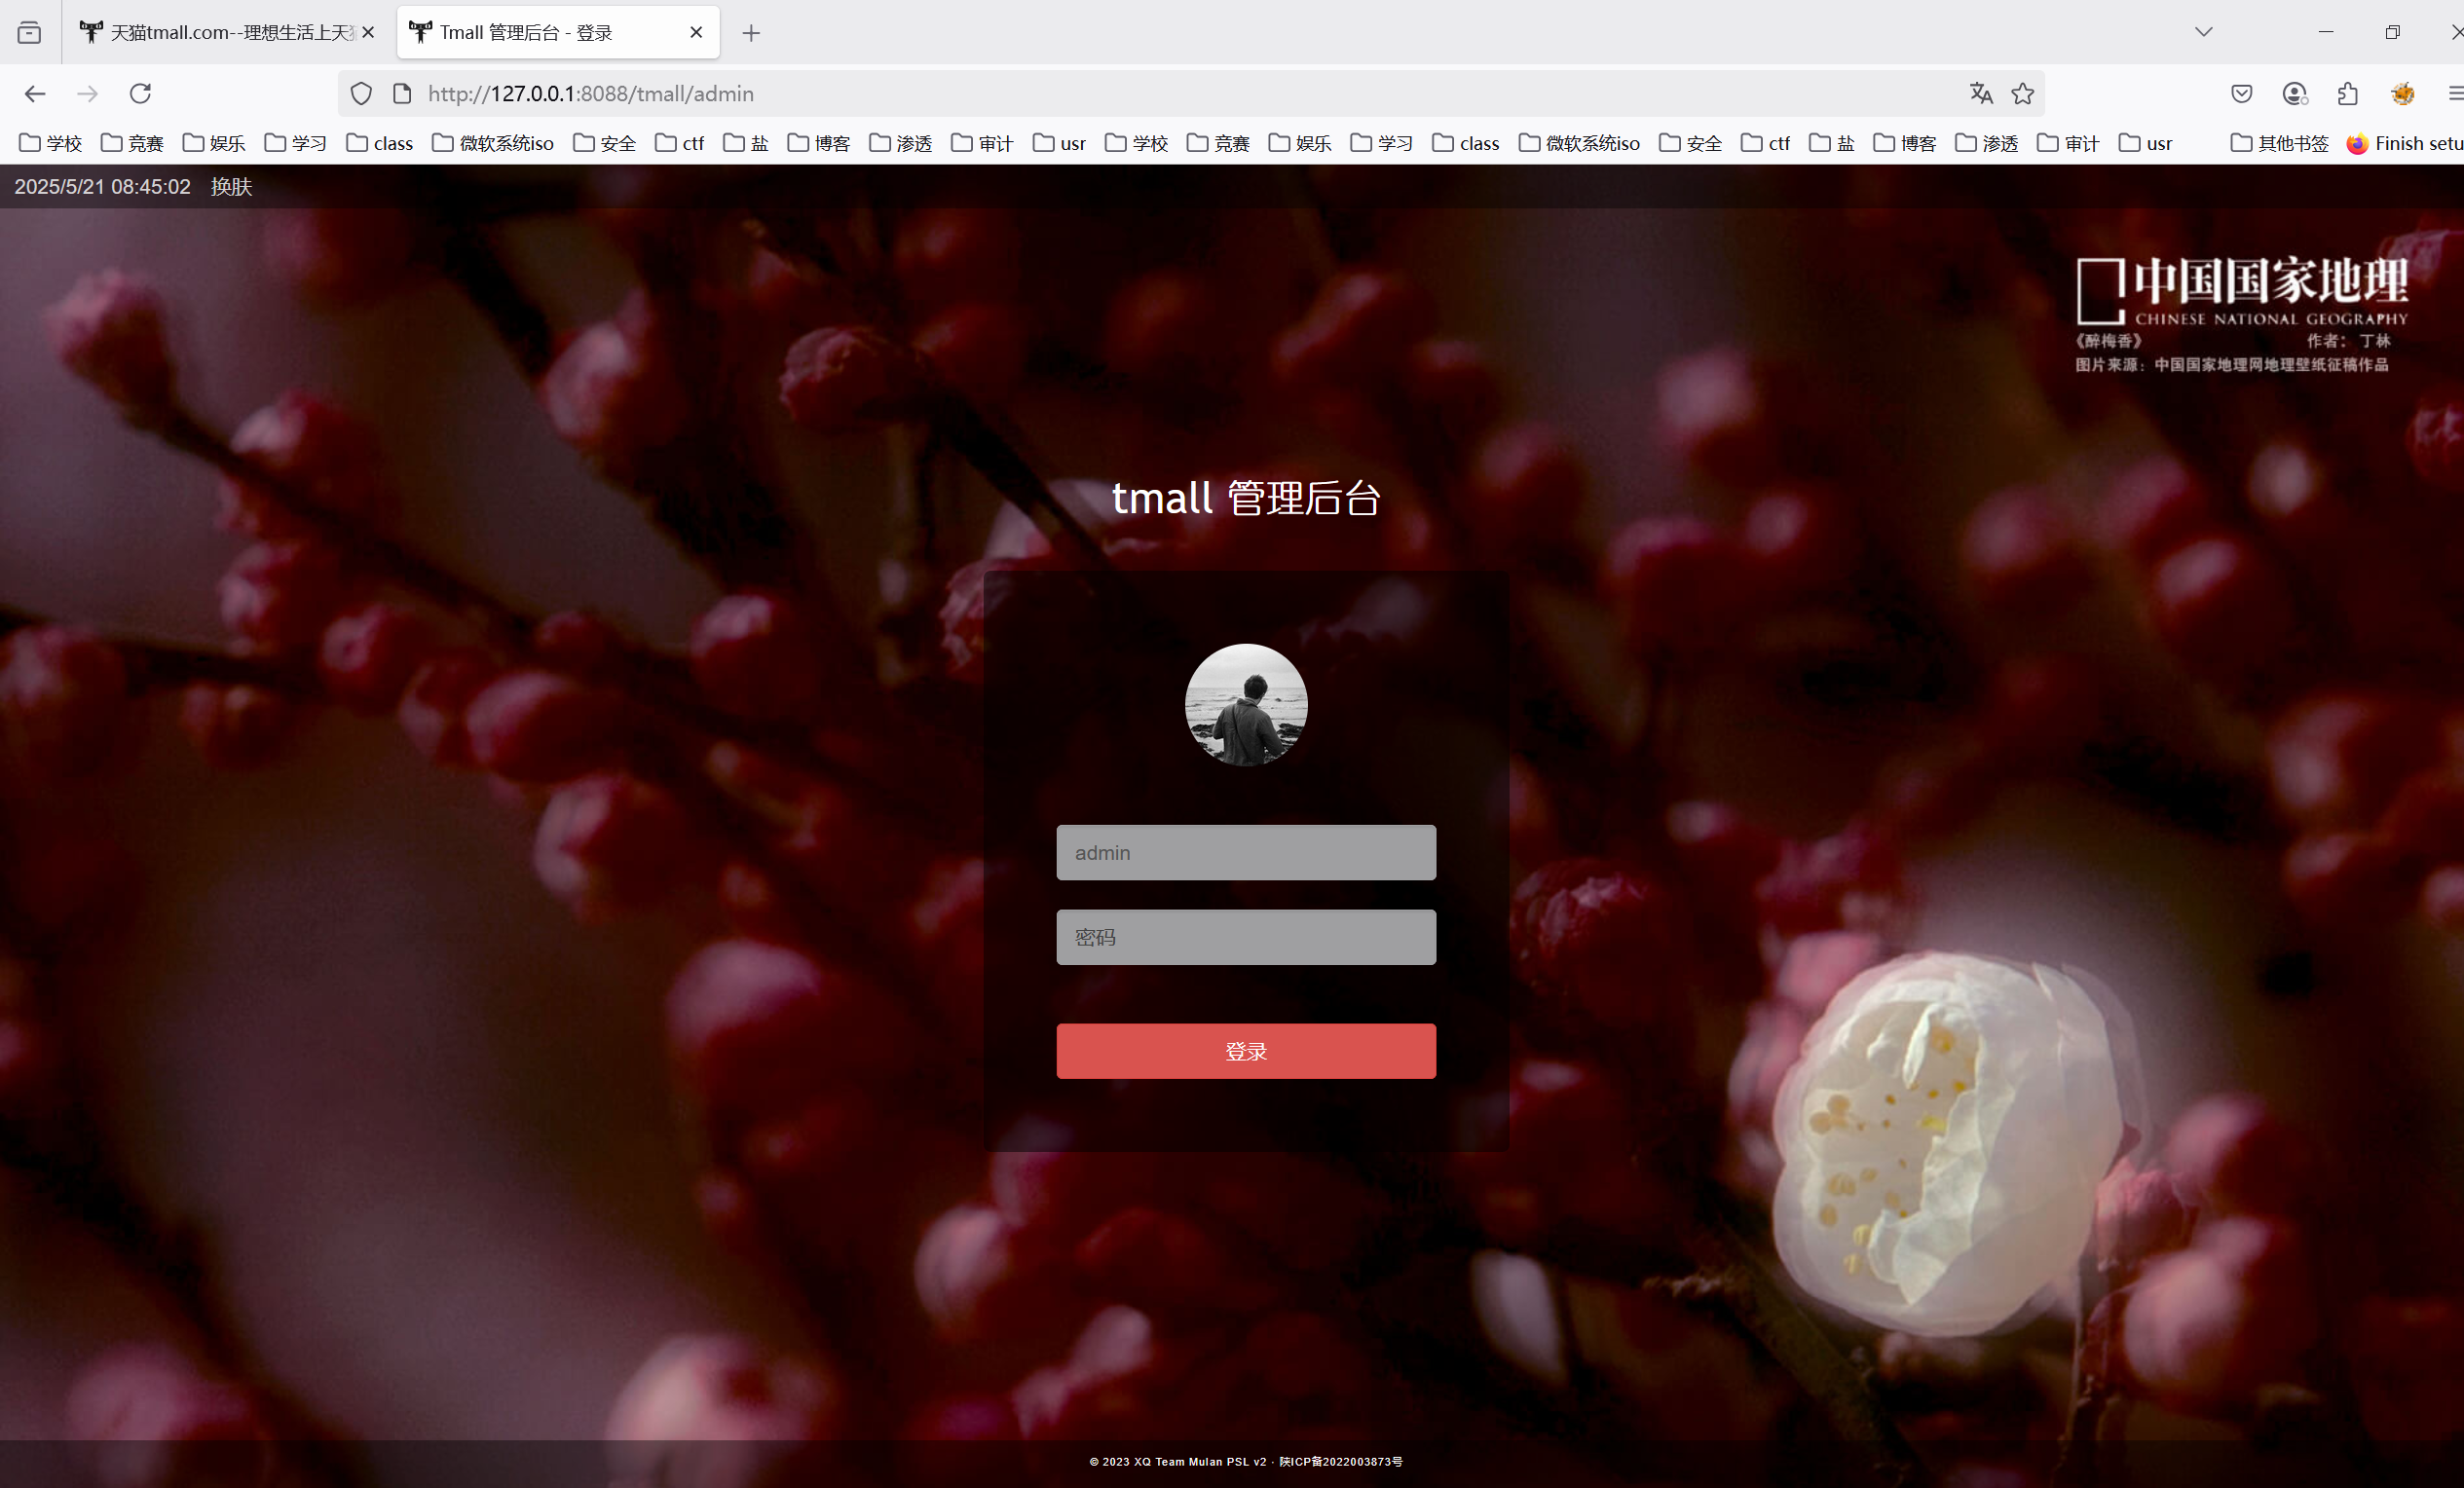 天猫tmall.com--理想生活上天
Tmall 管理后台 - 登录
http://127.0.0.1:8088/tmall/admin
学校 竞赛 娱乐 学习 class 微软系统iso 安全 ctf 盐 博客 渗透 审计 usr 学校 竞赛 娱乐 学习 class 微软系统iso 安全 ctf 盐 博客 渗透 审计 usr 其他书签 Finish setu
2025/5/21 08:45:02 换肤
中国国家地理
CHINESE NATIONAL GEOGRAPHY
《醉梅香》 作者：丁林
图片来源：中国国家地理网地理壁纸征稿作品
tmall 管理后台
admin
密码
登录
© 2023 XQ Team Mulan PSL v2 · 陕ICP备2022003873号